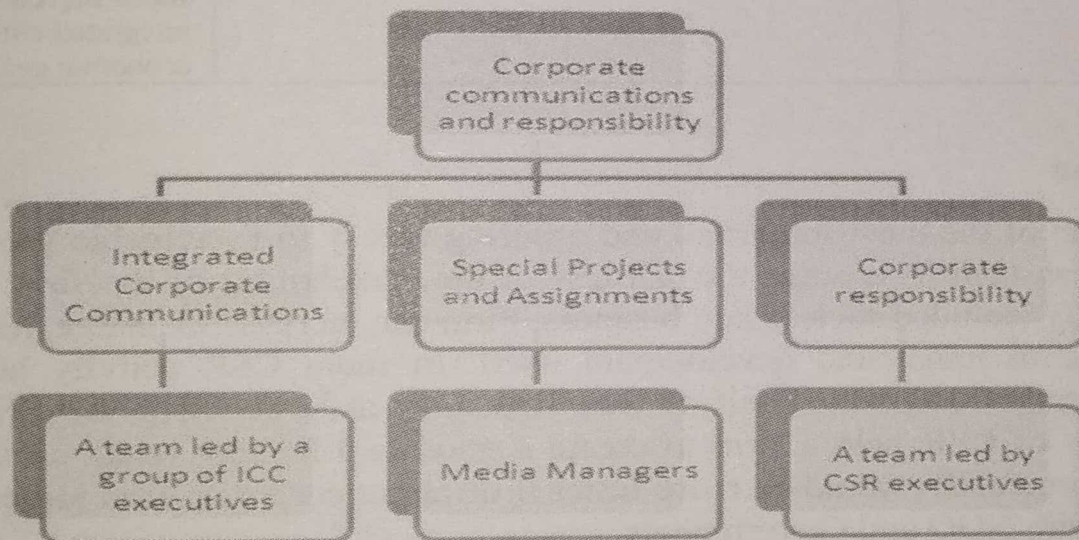 Corporate
communications
and responsibility
Integrated
Corporate
Communications
Special Projects
and Assignments
Corporate
responsibility
A team led by a
group of ICC
executives
Media Managers
A team led by
CSR executives